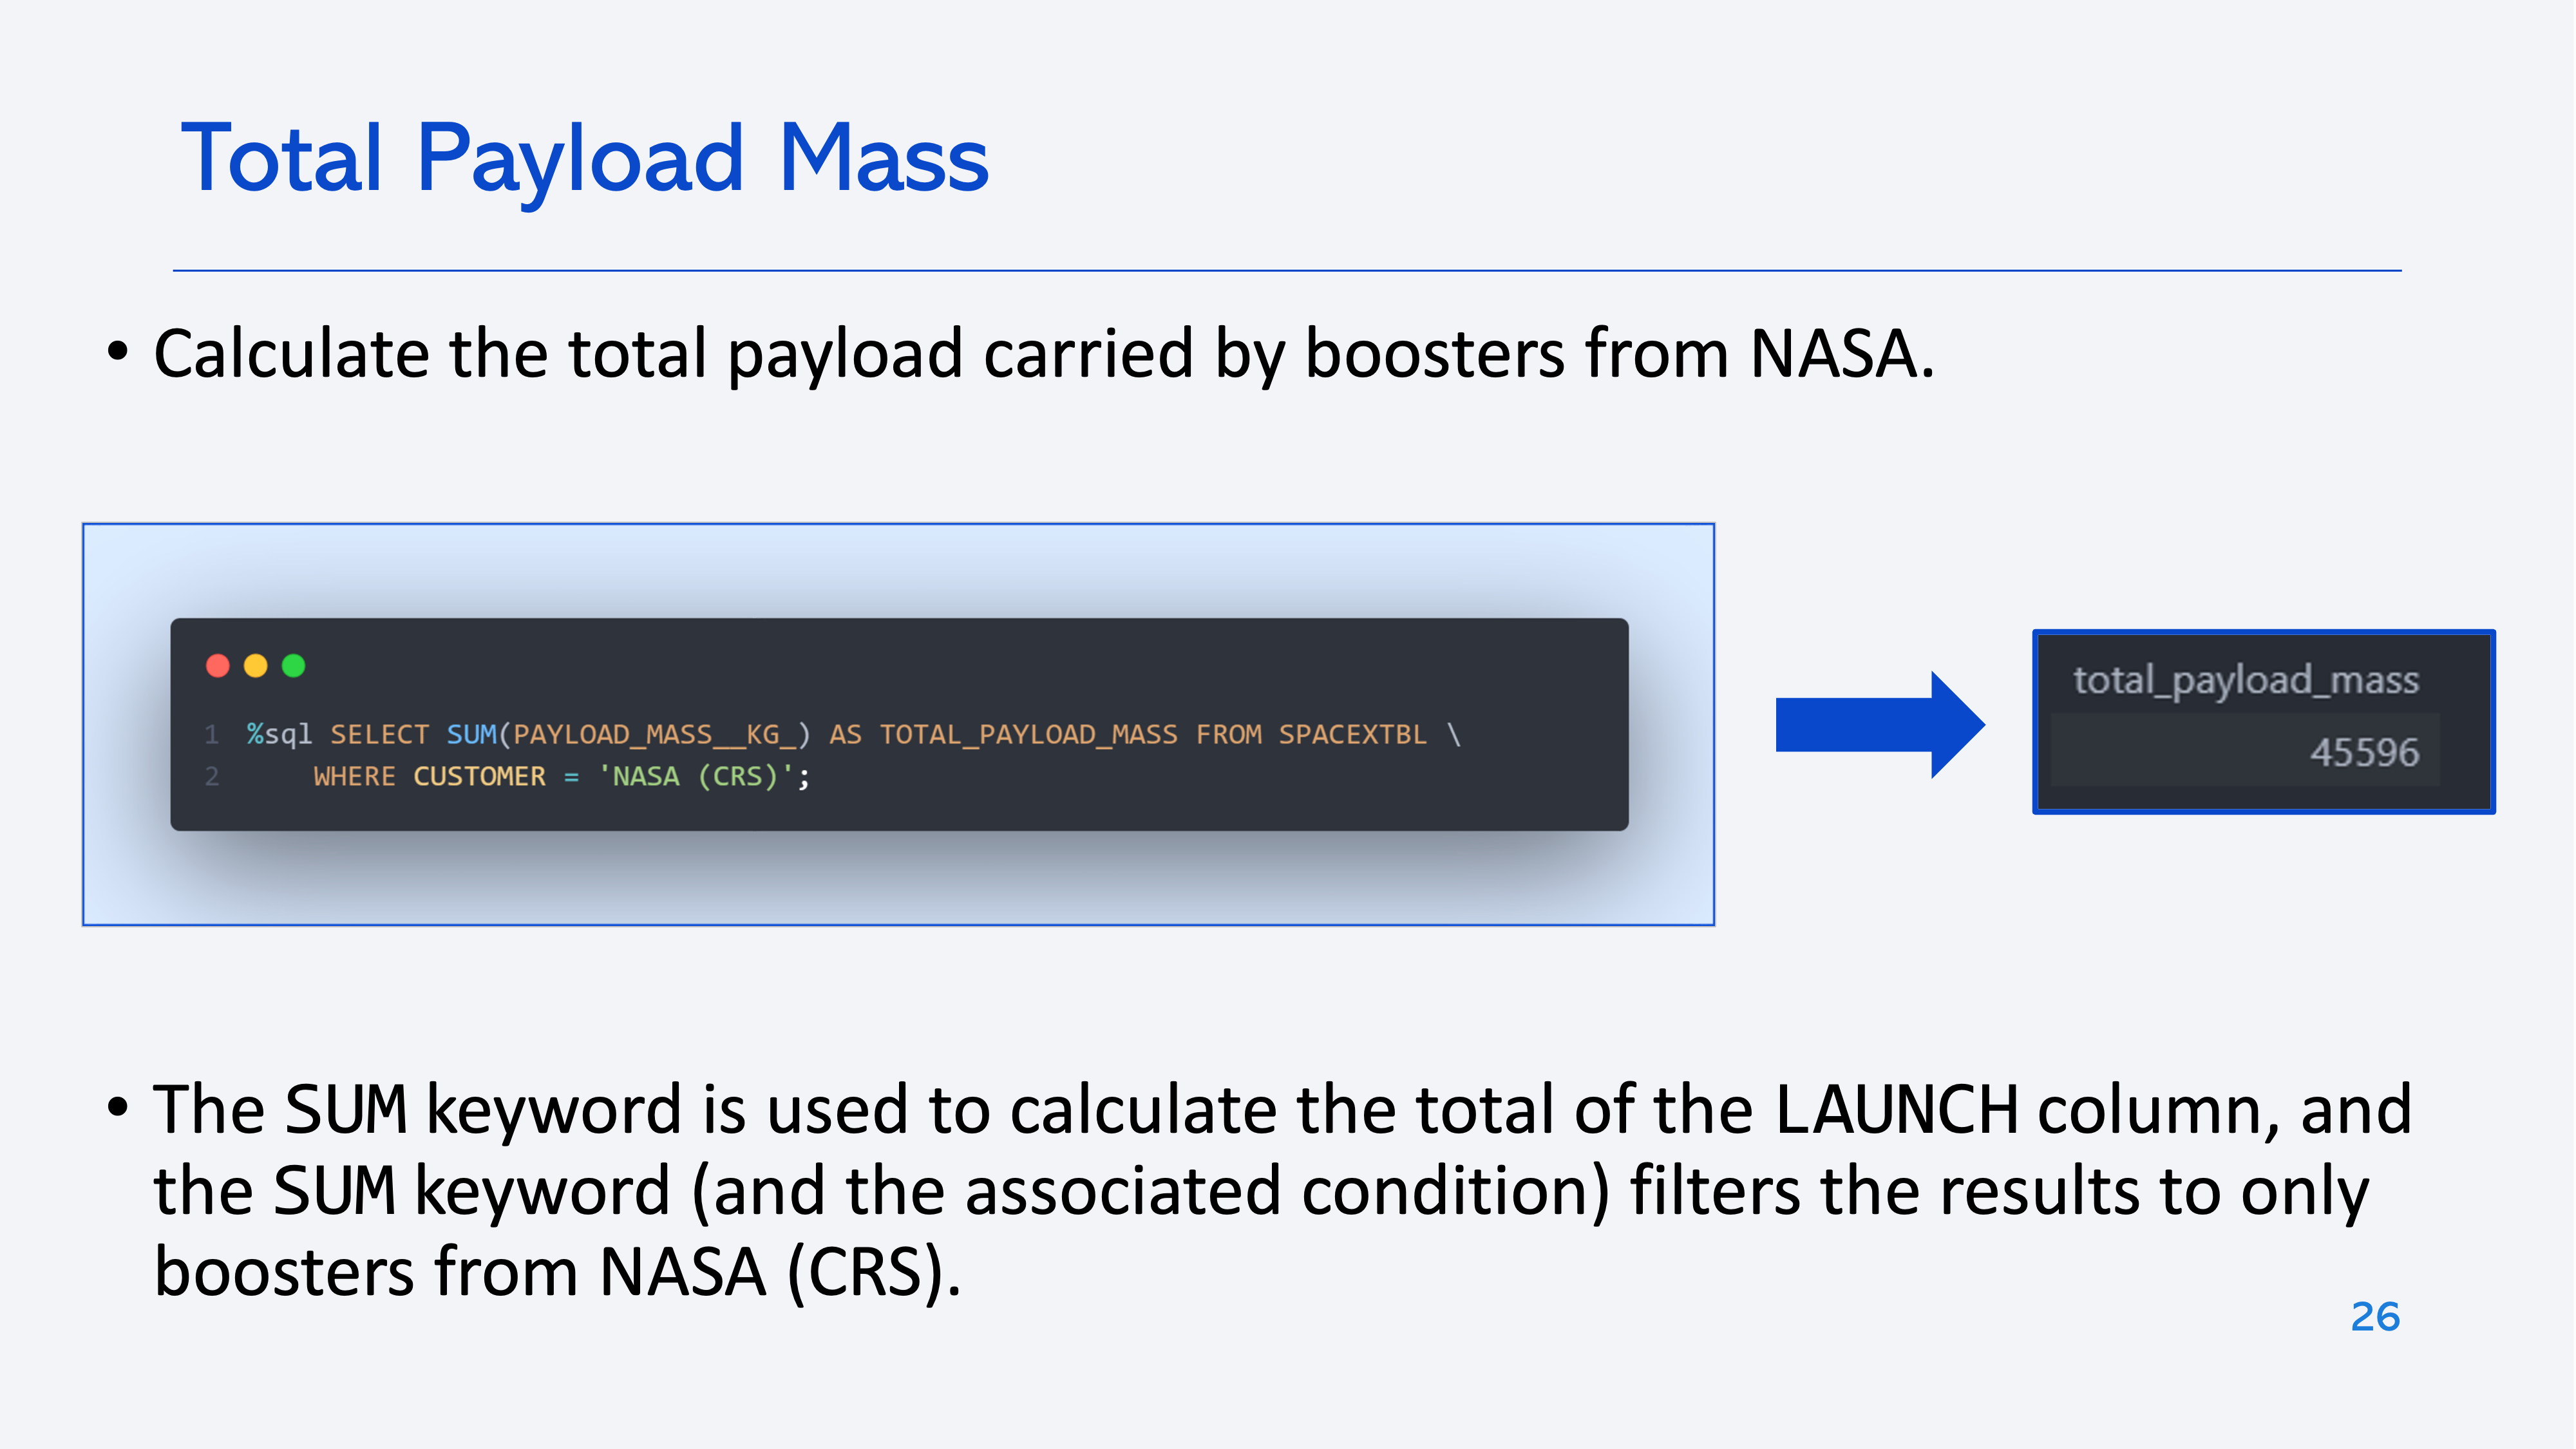 Total Payload Mass
• Calculate the total payload carried by boosters from NASA.
1 %sql SELECT SUM(PAYLOAD_MASS__KG_) AS TOTAL_PAYLOAD_MASS FROM SPACEXTBL \
2 WHERE CUSTOMER = 'NASA (CRS)';
total_payload_mass
45596
• The SUM keyword is used to calculate the total of the LAUNCH column, and
the SUM keyword (and the associated condition) filters the results to only
boosters from NASA (CRS).
26